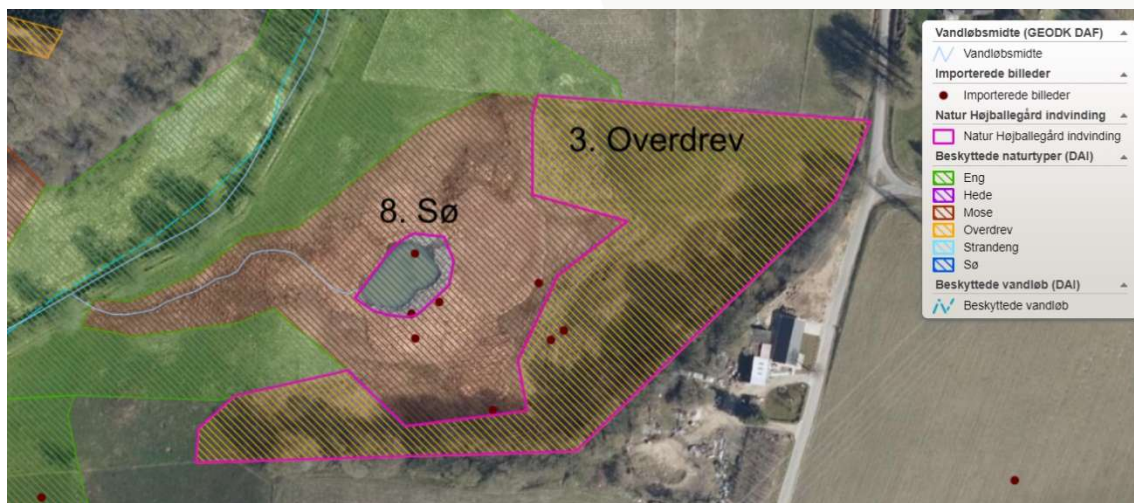 3. Overdrev
8. Sø
Vandløbsmidte (GEODK DAF)
Vandløbsmidte
Importerede billeder
Importerede billeder
Natur Højballegård indvinding
Natur Højballegård indvinding
Beskyttede naturtyper (DAI)
Eng
Hede
Mose
Overdrev
Strandeng
Sø
Beskyttede vandløb (DAI)
Beskyttede vandløb